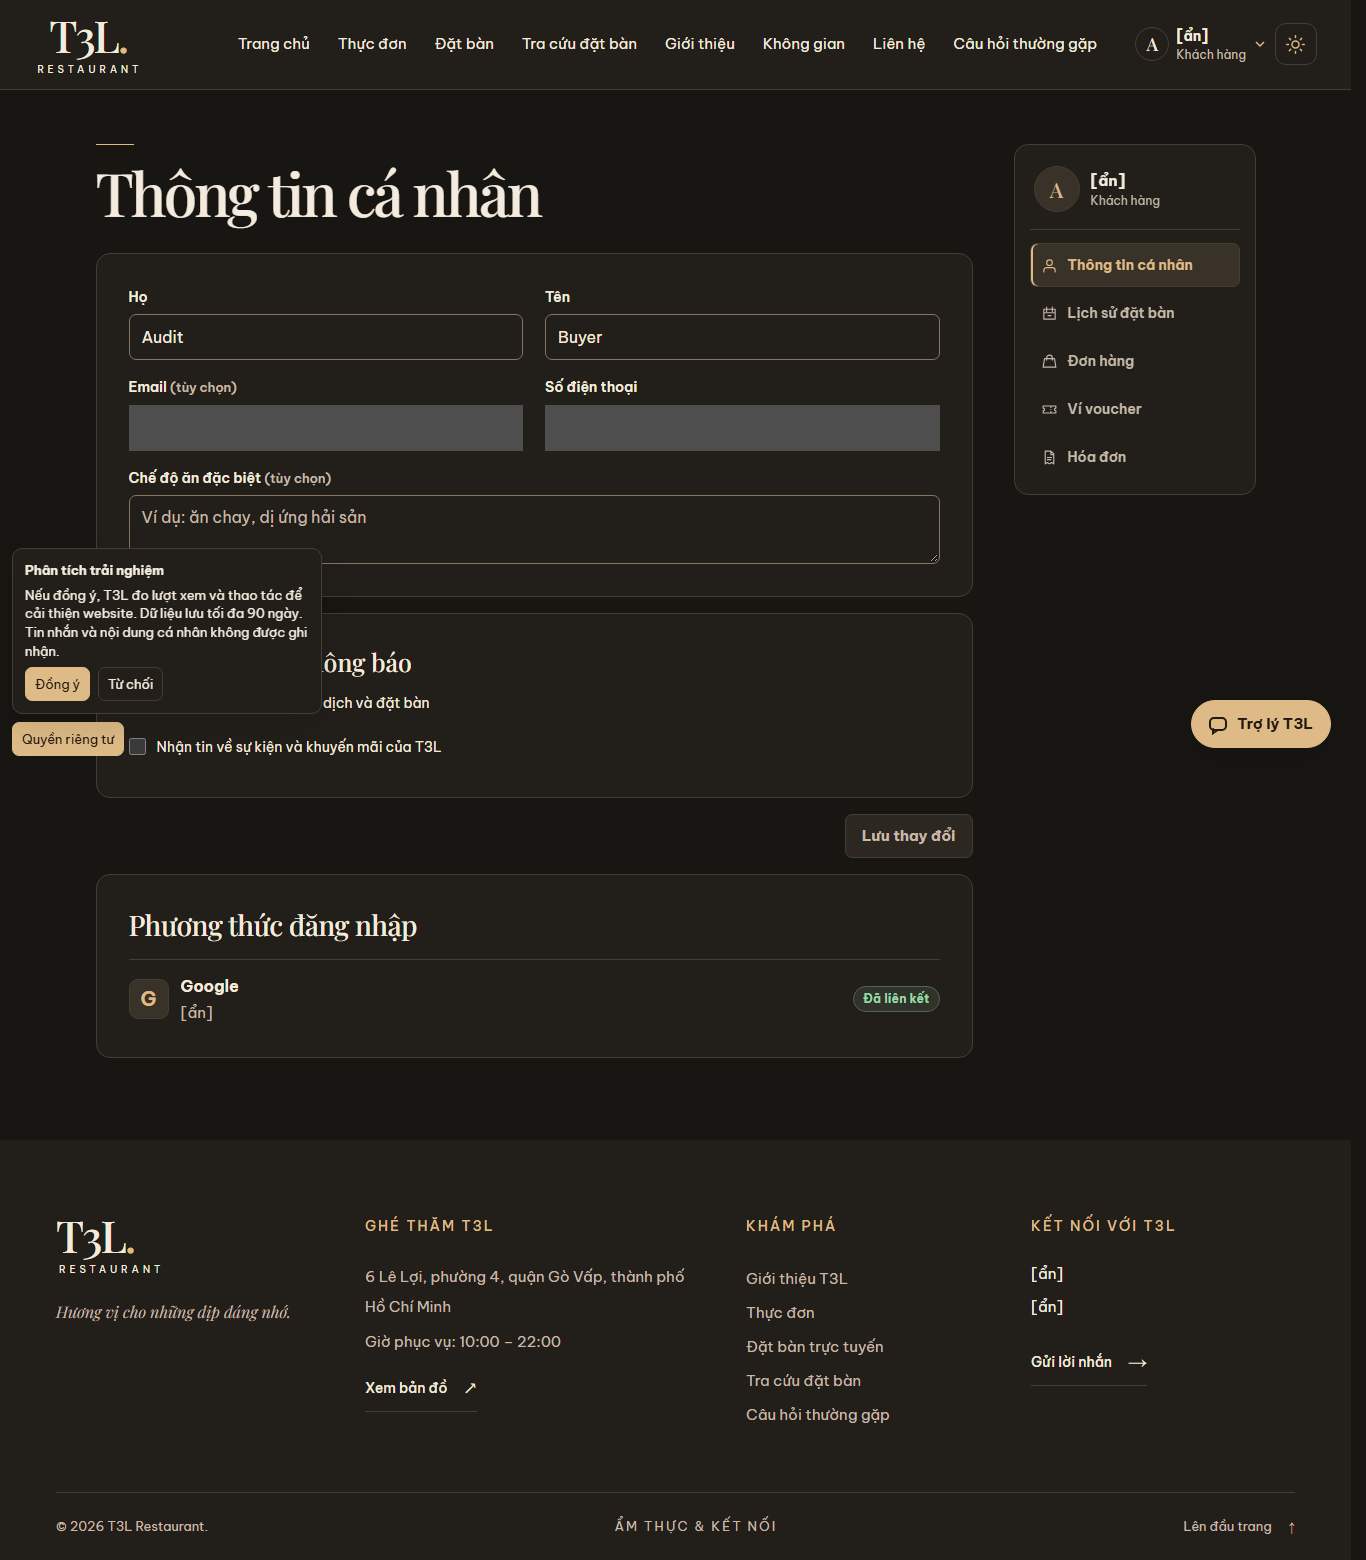 T3L.
RESTAURANT
Trang chủ
Thực đơn
Đặt bàn
Tra cứu đặt bàn
Giới thiệu
Không gian
Liên hệ
Câu hỏi thường gặp
A
[ẩn]
Khách hàng
Thông tin cá nhân
Họ
Tên
Audit
Buyer
Email (tùy chọn)
Số điện thoại
Chế độ ăn đặc biệt (tùy chọn)
Ví dụ: ăn chay, dị ứng hải sản
A
[ẩn]
Khách hàng
Thông tin cá nhân
Lịch sử đặt bàn
Đơn hàng
Ví voucher
Hóa đơn
Phân tích trải nghiệm
Nếu đồng ý, T3L đo lượt xem và thao tác để
cải thiện website. Dữ liệu lưu tối đa 90 ngày.
Tin nhắn và nội dung cá nhân không được ghi
nhận.
Đồng ý
Từ chối
Quyền riêng tư
ông báo
dịch và đặt bàn
Nhận tin về sự kiện và khuyến mãi của T3L
Trợ lý T3L
Lưu thay đổi
Phương thức đăng nhập
G
Google
[ẩn]
Đã liên kết
T3L.
RESTAURANT
Hương vị cho những dịp đáng nhớ.
GHÉ THĂM T3L
6 Lê Lợi, phường 4, quận Gò Vấp, thành phố
Hồ Chí Minh
Giờ phục vụ: 10:00 – 22:00
Xem bản đồ ↗
KHÁM PHÁ
Giới thiệu T3L
Thực đơn
Đặt bàn trực tuyến
Tra cứu đặt bàn
Câu hỏi thường gặp
KẾT NỐI VỚI T3L
[ẩn]
[ẩn]
Gửi lời nhắn →
© 2026 T3L Restaurant.
ẨM THỰC & KẾT NỐI
Lên đầu trang ↑